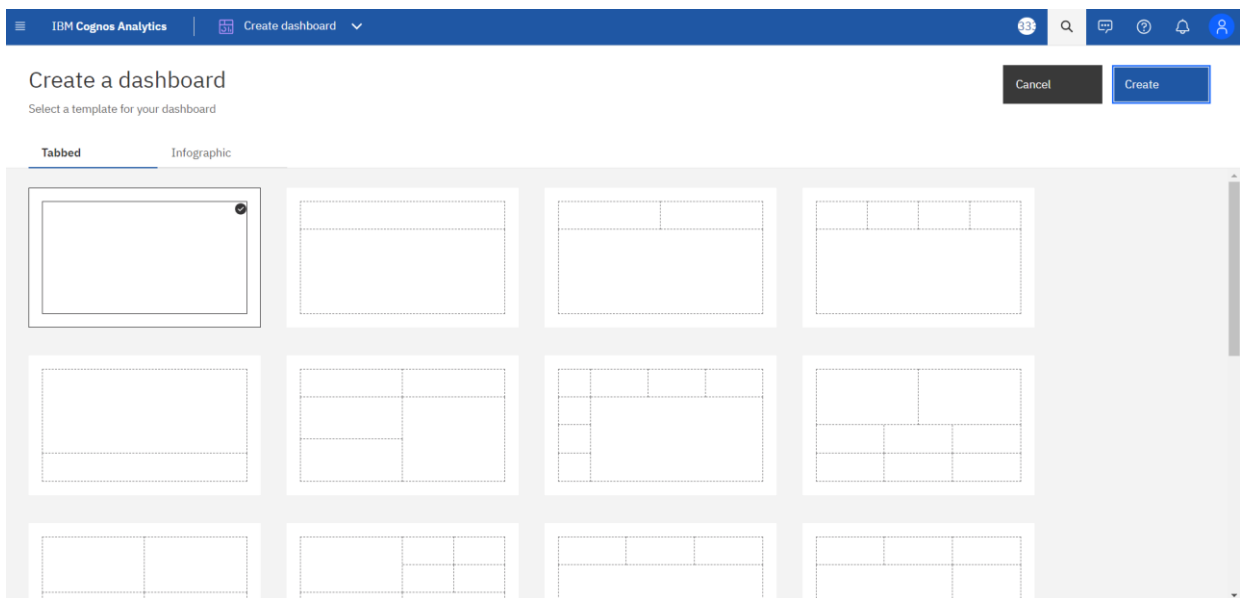 IBM Cognos Analytics
Create dashboard
Create a dashboard
Select a template for your dashboard
Cancel
Create
Tabbed
Infographic